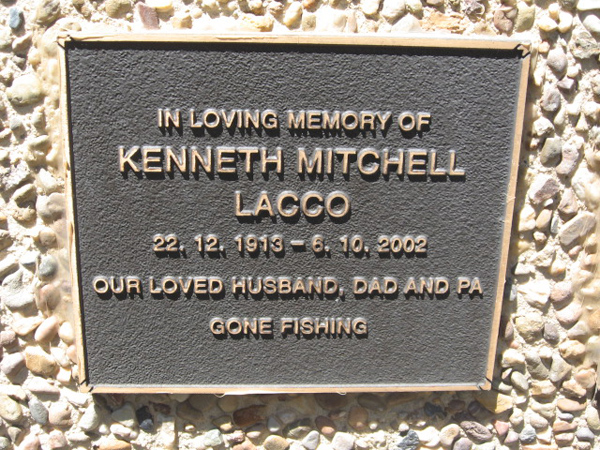 IN LOVING MEMORY OF
KENNETH MITCHELL
LACCO
22. 12. 1913 – 6. 10. 2002
OUR LOVED HUSBAND, DAD AND PA
GONE FISHING